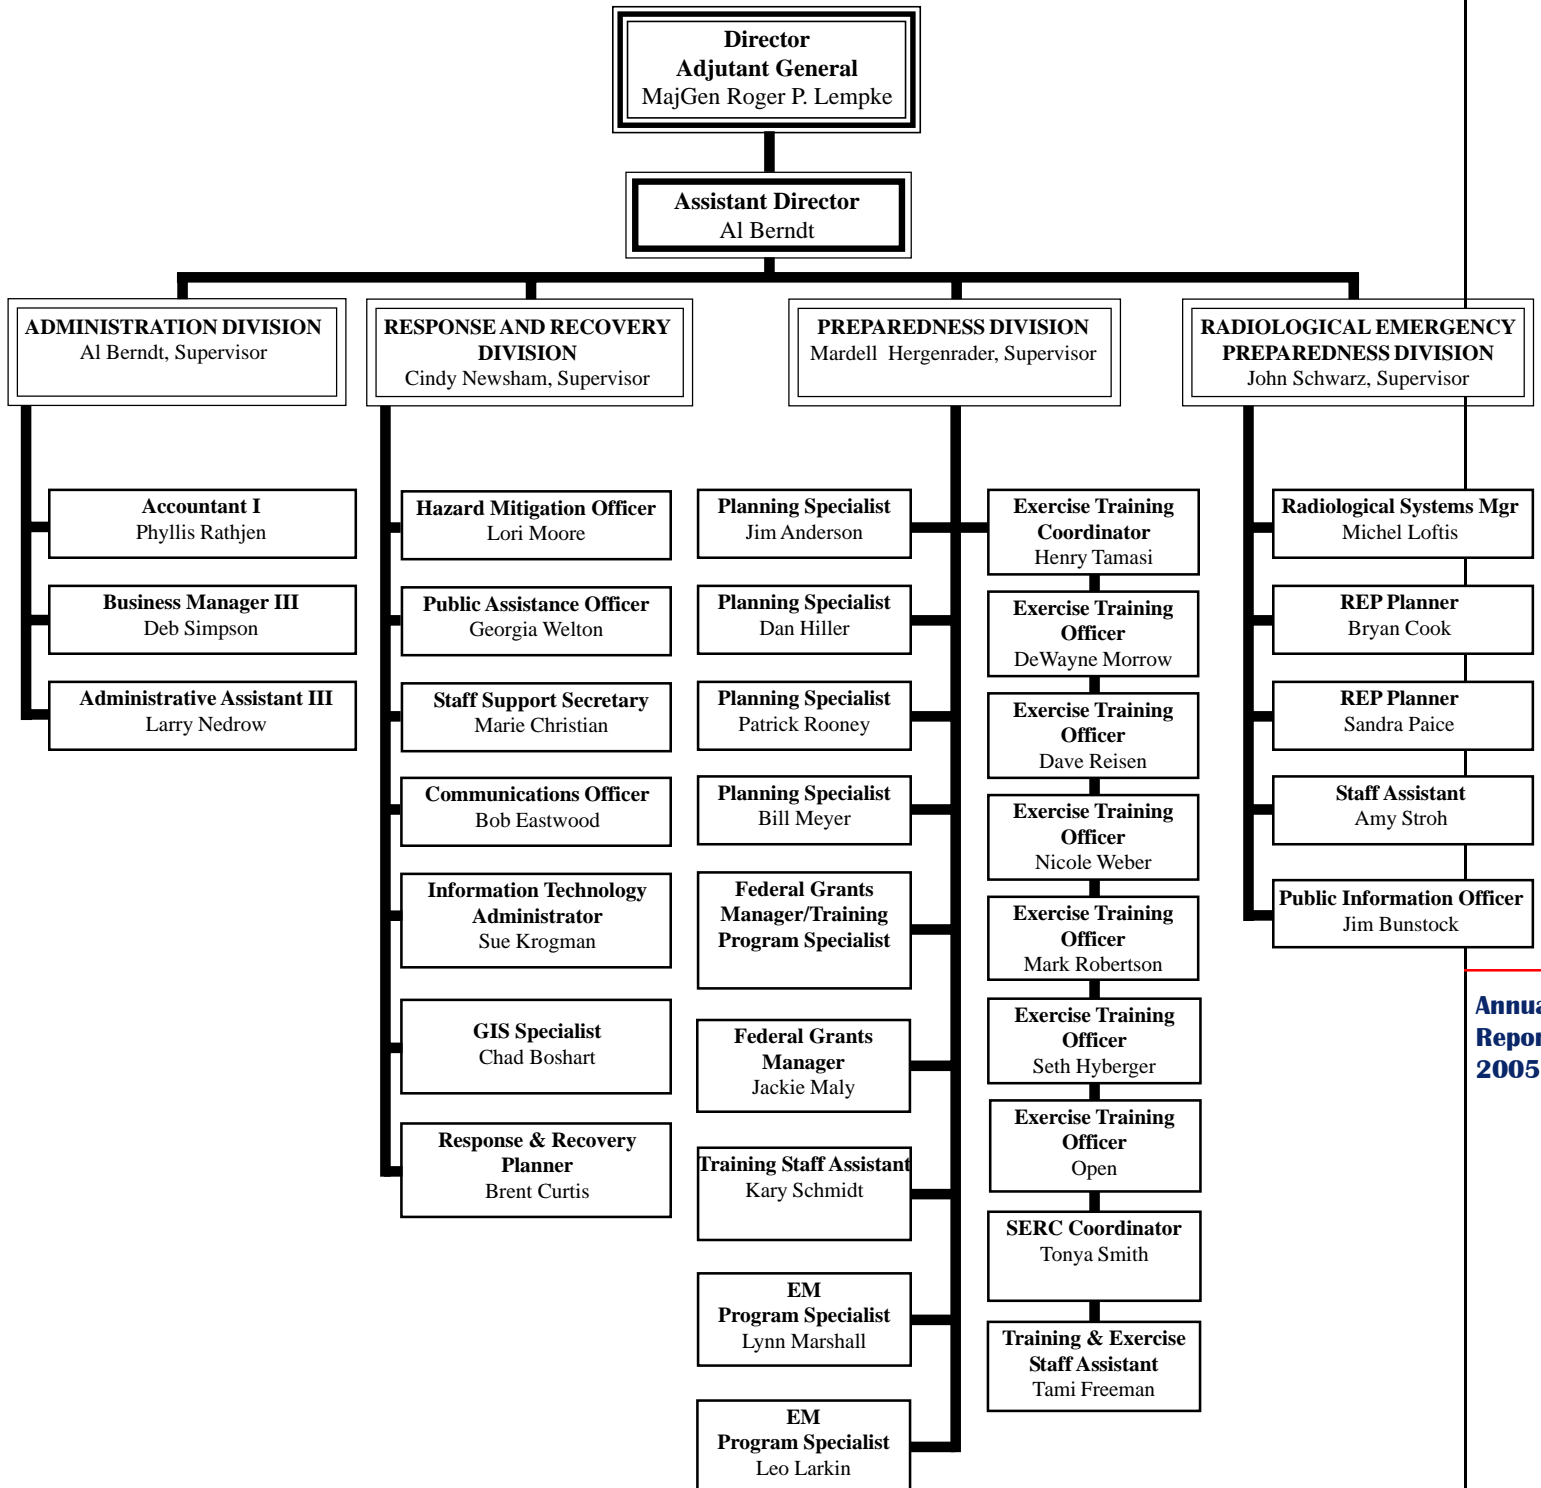 Director
Adjutant General
MajGen Roger P. Lempke
Assistant Director
Al Berndt
ADMINISTRATION DIVISION
Al Berndt, Supervisor
RESPONSE AND RECOVERY
DIVISION
Cindy Newsham, Supervisor
PREPAREDNESS DIVISION
Mardell Hergenrader, Supervisor
RADIOLOGICAL EMERGENCY
PREPAREDNESS DIVISION
John Schwarz, Supervisor
Accountant I
Phyllis Rathjen
Business Manager III
Deb Simpson
Administrative Assistant III
Larry Nedrow
Hazard Mitigation Officer
Lori Moore
Public Assistance Officer
Georgia Welton
Staff Support Secretary
Marie Christian
Communications Officer
Bob Eastwood
Information Technology
Administrator
Sue Krogman
GIS Specialist
Chad Boshart
Response & Recovery
Planner
Brent Curtis
Planning Specialist
Jim Anderson
Planning Specialist
Dan Hiller
Planning Specialist
Patrick Rooney
Planning Specialist
Bill Meyer
Federal Grants
Manager/Training
Program Specialist
Federal Grants
Manager
Jackie Maly
Training Staff Assistant
Kary Schmidt
EM
Program Specialist
Lynn Marshall
EM
Program Specialist
Leo Larkin
Exercise Training
Coordinator
Henry Tamasi
Exercise Training
Officer
DeWayne Morrow
Exercise Training
Officer
Dave Reisen
Exercise Training
Officer
Nicole Weber
Exercise Training
Officer
Mark Robertson
Exercise Training
Officer
Seth Hyberger
Exercise Training
Officer
Open
SERC Coordinator
Tonya Smith
Training & Exercise
Staff Assistant
Tami Freeman
Radiological Systems Mgr
Michel Loftis
REP Planner
Bryan Cook
REP Planner
Sandra Paice
Staff Assistant
Amy Stroh
Public Information Officer
Jim Bunstock
Annua
Repor
2005